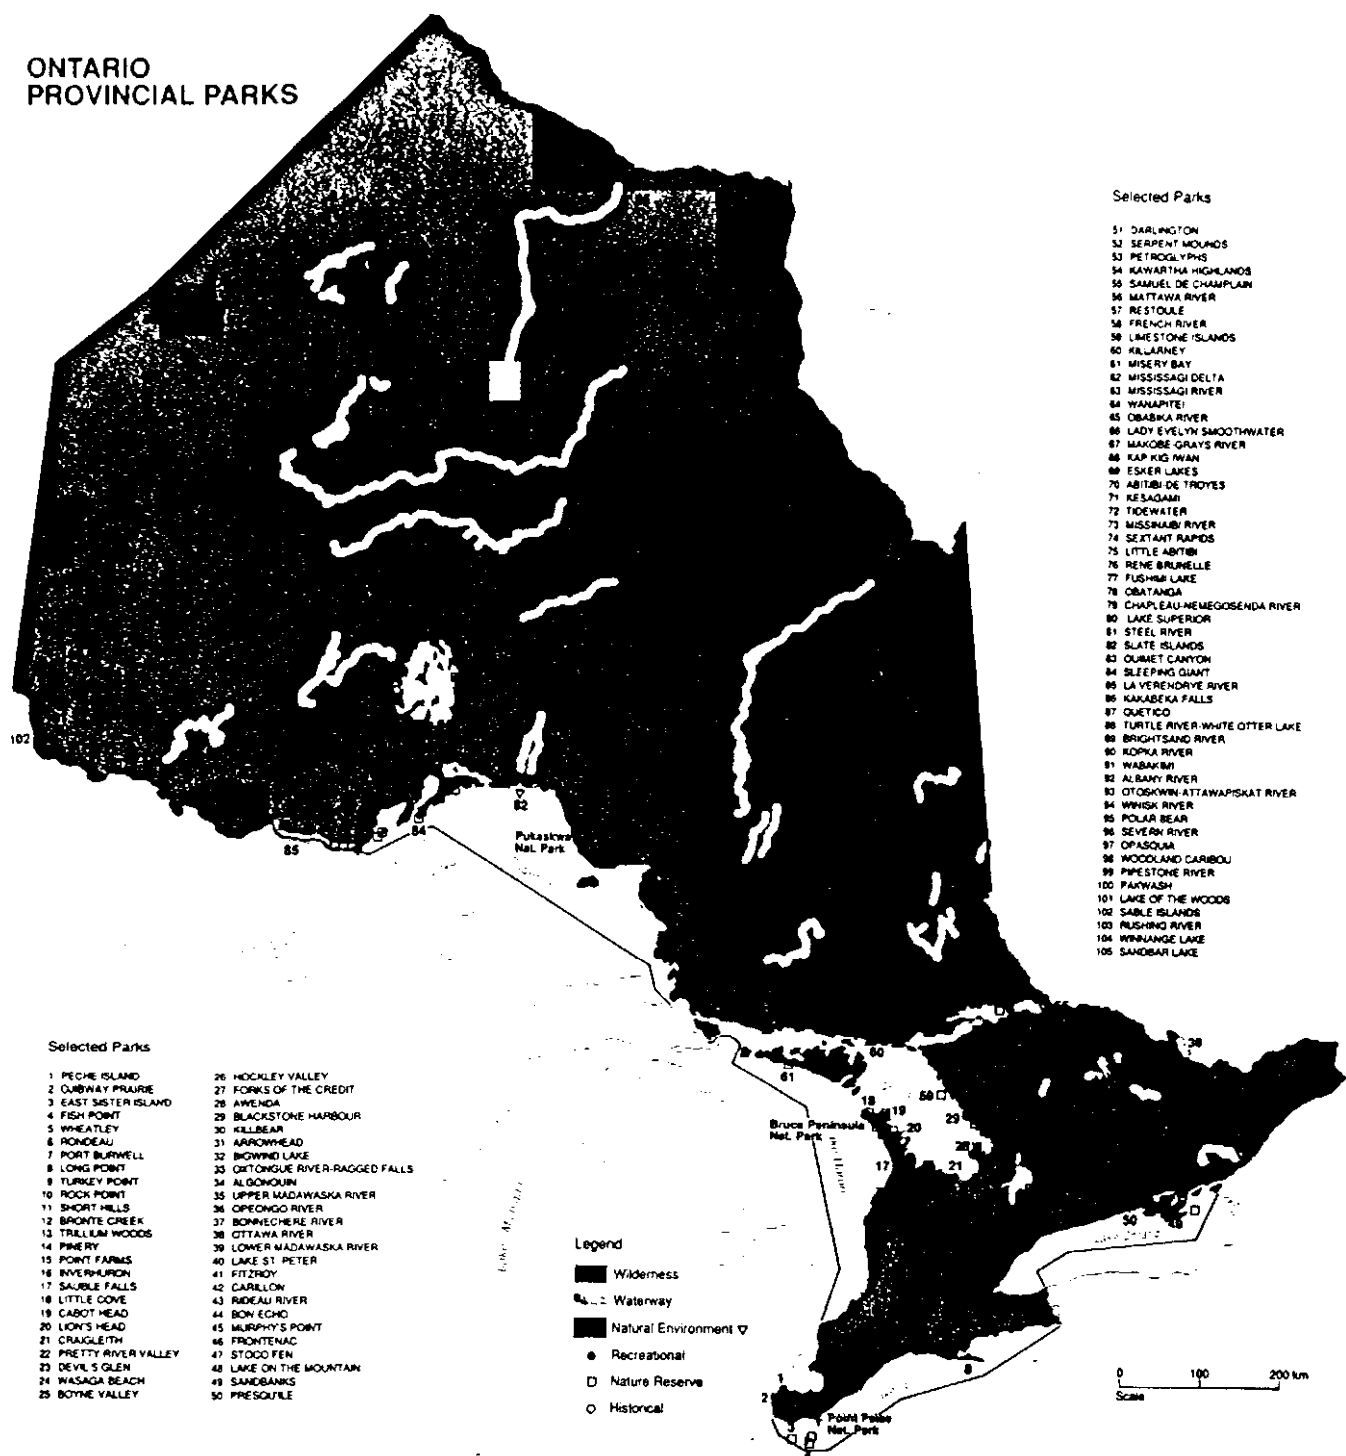 ONTARIO
PROVINCIAL PARKS
Selected Parks
51 DARLINGTON
52 SERPENT MOUNDS
53 PETROGLYPHS
54 KAWARTHA HIGHLANDS
55 SAMUEL DE CHAMPLAIN
56 MATTAWA RIVER
57 RESTOULE
58 FRENCH RIVER
59 LIMESTONE ISLANDS
60 KILLARNEY
61 MISERY BAY
62 MISSISSAGI DELTA
63 MISSISSAGI RIVER
64 WANAPITEI
65 OBABIKA RIVER
66 LADY EVELYN SMOOTHWATER
67 MAKOBE-GRAYS RIVER
68 KAP KIG IWAN
69 ESKER LAKES
70 ABITIBI-DE TROYES
71 KESAGAMI
72 TIDEWATER
73 MISSINAIBI RIVER
74 SEXTANT RAPIDS
75 LITTLE ABITIBI
76 RENE BRUNELLE
77 FUSHIMI LAKE
78 OBATANGA
79 CHAPLEAU-NEMEGOSENDA RIVER
80 LAKE SUPERIOR
81 STEEL RIVER
82 SLATE ISLANDS
83 OUIMET CANYON
84 SLEEPING GIANT
85 LA VERENDRYE RIVER
86 KAKABEKA FALLS
87 QUETICO
88 TURTLE RIVER-WHITE OTTER LAKE
89 BRIGHTSAND RIVER
90 KOPKA RIVER
91 WABAKIMI
92 ALBANY RIVER
93 OTOSKWIN-ATTAWAPISKAT RIVER
94 WINISK RIVER
95 POLAR BEAR
96 SEVERN RIVER
97 OPASQUIA
98 WOODLAND CARIBOU
99 PIPESTONE RIVER
100 PAKWASH
101 LAKE OF THE WOODS
102 SABLE ISLANDS
103 RUSHING RIVER
104 WINNANGE LAKE
105 SANDBAR LAKE
102
82
84
85
Pukaskwa
Nat. Park
60
61
38
18
19
20
59
29
28
Bruce Peninsula
Nat. Park
17
21
50
49
Selected Parks
1 PECHE ISLAND
2 OJIBWAY PRAIRIE
3 EAST SISTER ISLAND
4 FISH POINT
5 WHEATLEY
6 RONDEAU
7 PORT BURWELL
8 LONG POINT
9 TURKEY POINT
10 ROCK POINT
11 SHORT HILLS
12 BRONTE CREEK
13 TRILLIUM WOODS
14 PINERY
15 POINT FARMS
16 INVERHURON
17 SAUBLE FALLS
18 LITTLE COVE
19 CABOT HEAD
20 LION'S HEAD
21 CRAIGLEITH
22 PRETTY RIVER VALLEY
23 DEVIL'S GLEN
24 WASAGA BEACH
25 BOYNE VALLEY
26 HOCKLEY VALLEY
27 FORKS OF THE CREDIT
28 AWENDA
29 BLACKSTONE HARBOUR
30 KILLBEAR
31 ARROWHEAD
32 BIGWIND LAKE
33 OXTONGUE RIVER-RAGGED FALLS
34 ALGONQUIN
35 UPPER MADAWASKA RIVER
36 OPEONGO RIVER
37 BONNECHERE RIVER
38 OTTAWA RIVER
39 LOWER MADAWASKA RIVER
40 LAKE ST. PETER
41 FITZROY
42 CARILLON
43 RIDEAU RIVER
44 BON ECHO
45 MURPHY'S POINT
46 FRONTENAC
47 STOCO FEN
48 LAKE ON THE MOUNTAIN
49 SANDBANKS
50 PRESQU'ILE
Legend
Wilderness
Waterway
Natural Environment
Recreational
Nature Reserve
Historical
1
2
3
8
Point Pelee
Nat. Park
0 100 200 km
Scale